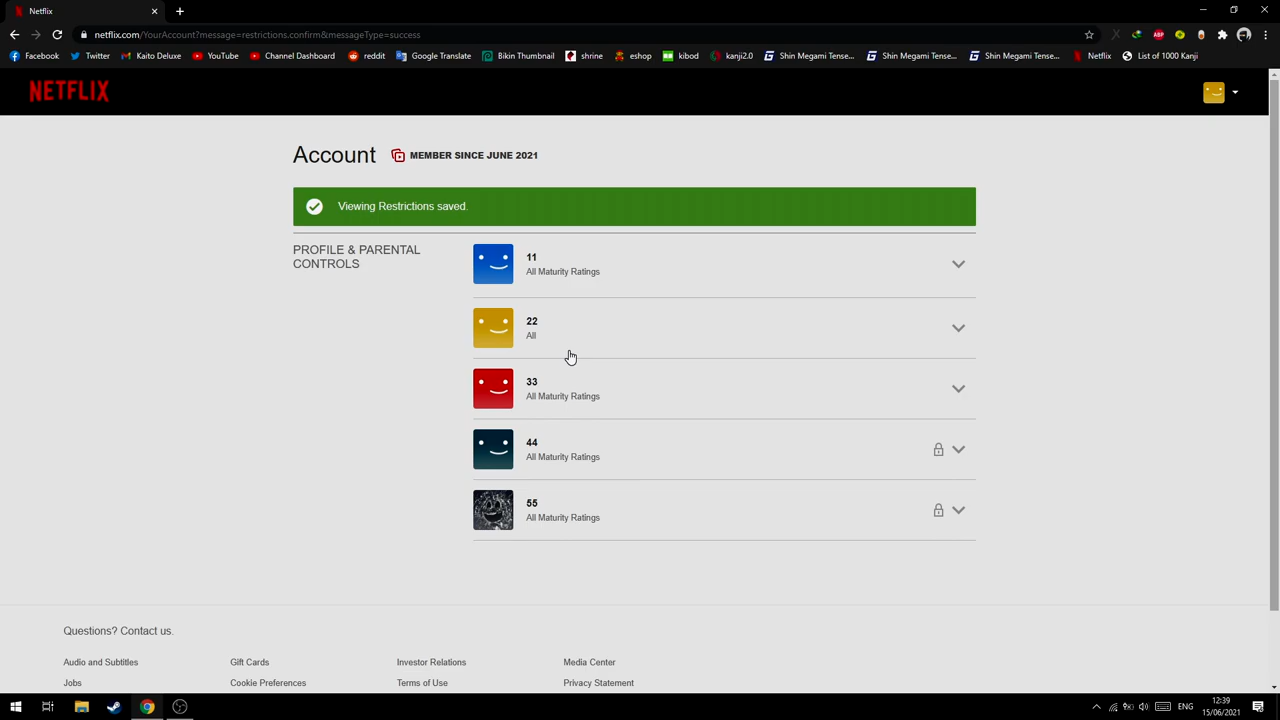 Netflix
netflix.com/YourAccount?message=restrictions.confirm&messageType=success
Facebook
Twitter
Kaito Deluxe
YouTube
Channel Dashboard
reddit
Google Translate
Bikin Thumbnail
shrine
eshop
kibod
kanji2.0
Shin Megami Tense...
Shin Megami Tense...
Shin Megami Tense...
Netflix
List of 1000 Kanji
NETFLIX
Account
MEMBER SINCE JUNE 2021
Viewing Restrictions saved.
PROFILE & PARENTAL
CONTROLS
11
All Maturity Ratings
22
All
33
All Maturity Ratings
44
All Maturity Ratings
55
All Maturity Ratings
Questions? Contact us.
Audio and Subtitles
Gift Cards
Investor Relations
Media Center
Jobs
Cookie Preferences
Terms of Use
Privacy Statement
ENG
12:39
15/06/2021